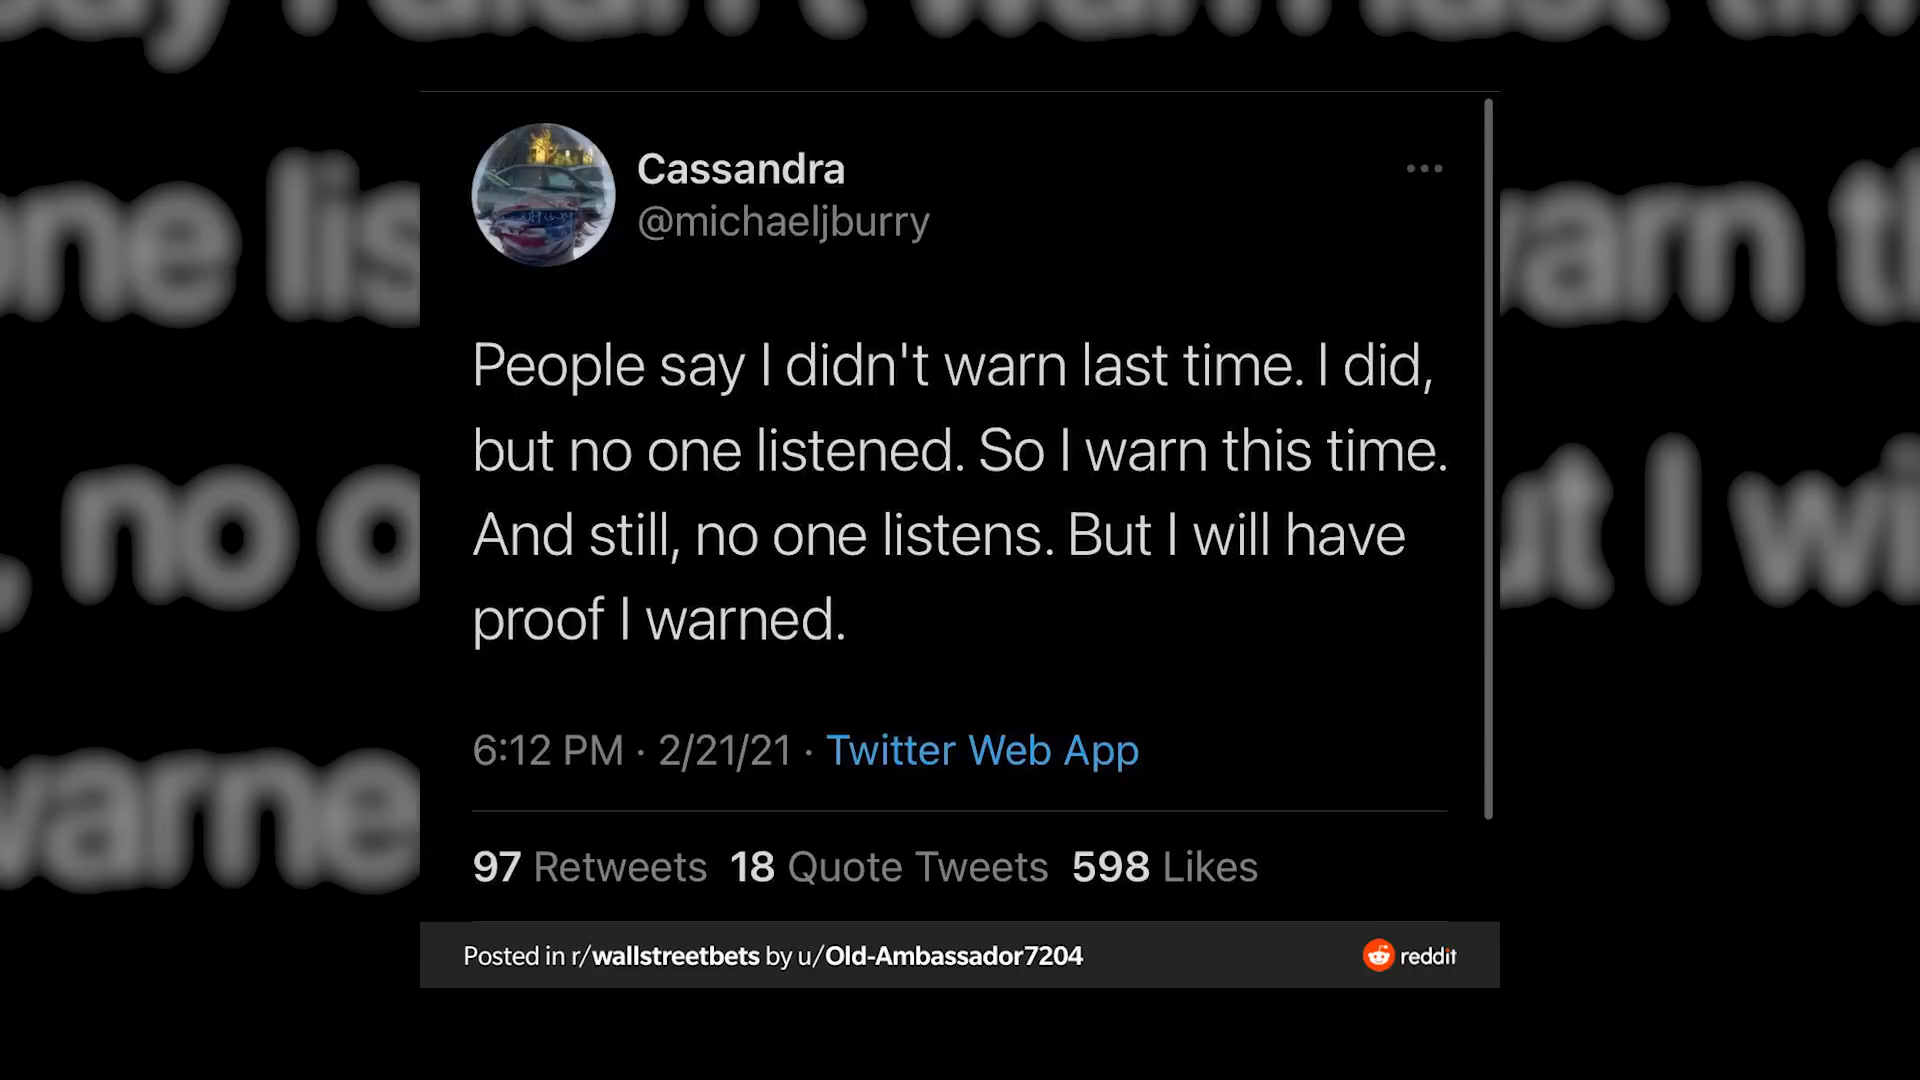 Cassandra
@michaeljburry
People say I didn't warn last time. I did,
but no one listened. So I warn this time.
And still, no one listens. But I will have
proof I warned.
6:12 PM · 2/21/21 · Twitter Web App
97 Retweets 18 Quote Tweets 598 Likes
Posted in r/wallstreetbets by u/Old-Ambassador7204
reddit